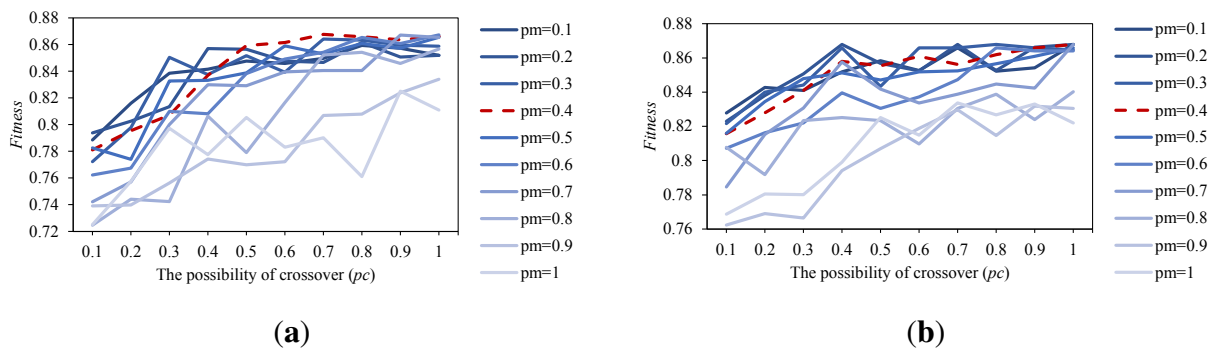 0.88
0.86
0.84
0.82
0.8
0.78
0.76
0.74
0.72
Fitness
0.1 0.2 0.3 0.4 0.5 0.6 0.7 0.8 0.9 1
The possibility of crossover (pc)
pm=0.1
pm=0.2
pm=0.3
pm=0.4
pm=0.5
pm=0.6
pm=0.7
pm=0.8
pm=0.9
pm=1
(a)
0.88
0.86
0.84
0.82
0.8
0.78
0.76
Fitness
0.1 0.2 0.3 0.4 0.5 0.6 0.7 0.8 0.9 1
The possibility of crossover (pc)
pm=0.1
pm=0.2
pm=0.3
pm=0.4
pm=0.5
pm=0.6
pm=0.7
pm=0.8
pm=0.9
pm=1
(b)